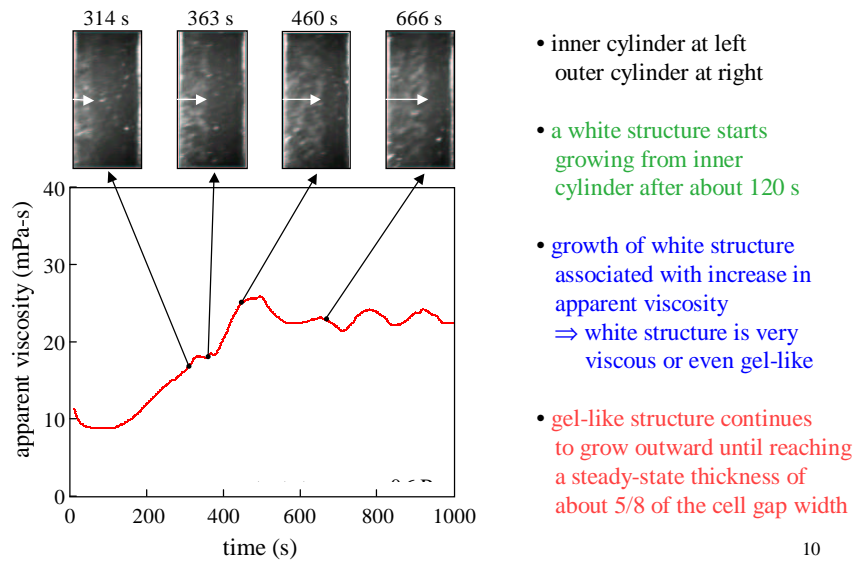 314 s 363 s 460 s 666 s
40
30
20
10
0
apparent viscosity (mPa-s)
0 200 400 600 800 1000
time (s)
• inner cylinder at left
outer cylinder at right
• a white structure starts
growing from inner
cylinder after about 120 s
• growth of white structure
associated with increase in
apparent viscosity
⇒ white structure is very
viscous or even gel-like
• gel-like structure continues
to grow outward until reaching
a steady-state thickness of
about 5/8 of the cell gap width
10